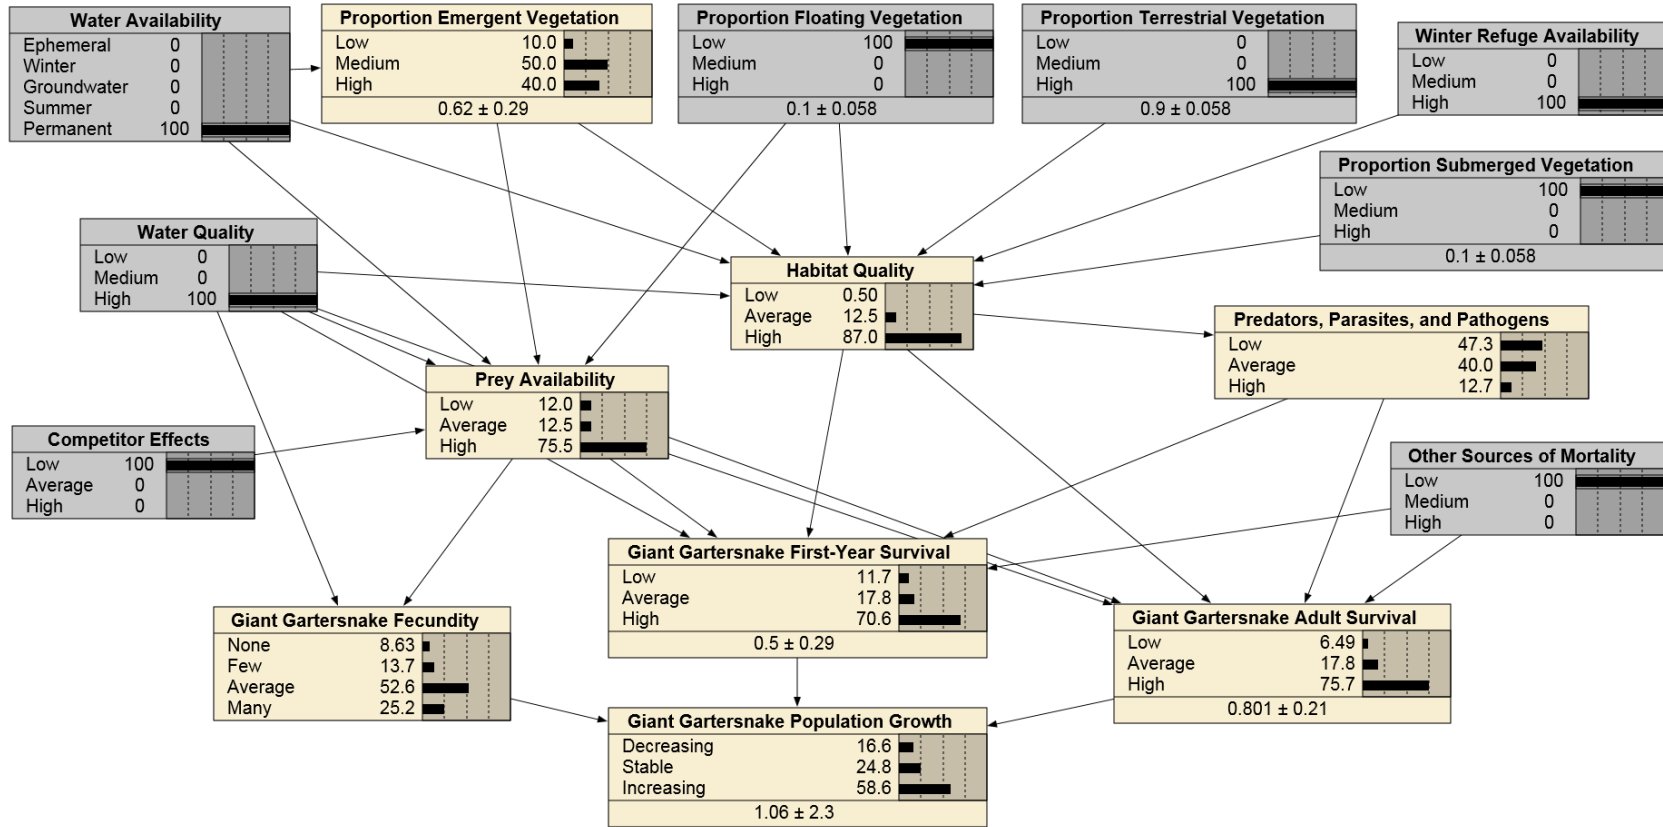 Water Availability
Ephemeral 0
Winter 0
Groundwater 0
Summer 0
Permanent 100
Proportion Emergent Vegetation
Low 10.0
Medium 50.0
High 40.0
0.62 ± 0.29
Proportion Floating Vegetation
Low 100
Medium 0
High 0
0.1 ± 0.058
Proportion Terrestrial Vegetation
Low 0
Medium 0
High 100
0.9 ± 0.058
Winter Refuge Availability
Low 0
Medium 0
High 100
Proportion Submerged Vegetation
Low 100
Medium 0
High 0
0.1 ± 0.058
Water Quality
Low 0
Medium 0
High 100
Habitat Quality
Low 0.50
Average 12.5
High 87.0
Predators, Parasites, and Pathogens
Low 47.3
Average 40.0
High 12.7
Prey Availability
Low 12.0
Average 12.5
High 75.5
Competitor Effects
Low 100
Average 0
High 0
Other Sources of Mortality
Low 100
Medium 0
High 0
Giant Gartersnake First-Year Survival
Low 11.7
Average 17.8
High 70.6
0.5 ± 0.29
Giant Gartersnake Fecundity
None 8.63
Few 13.7
Average 52.6
Many 25.2
Giant Gartersnake Adult Survival
Low 6.49
Average 17.8
High 75.7
0.801 ± 0.21
Giant Gartersnake Population Growth
Decreasing 16.6
Stable 24.8
Increasing 58.6
1.06 ± 2.3